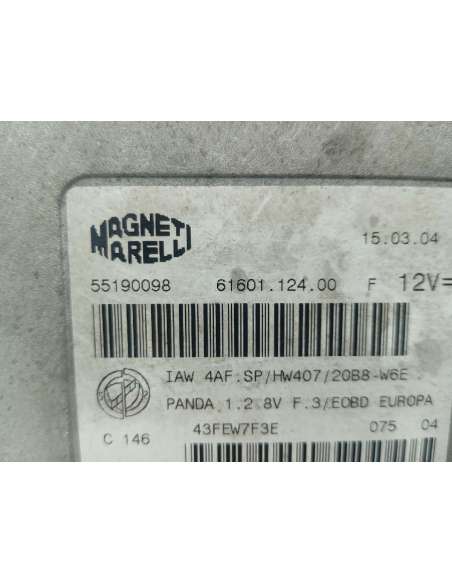 MAGNETI
MARELLI
15.03.04
55190098 61601.124.00 F 12V=
IAW 4AF.SP/HW407/20B8-W6E
PANDA 1.2 8V F.3/EOBD EUROPA
C 146 43FEW7F3E 075 04